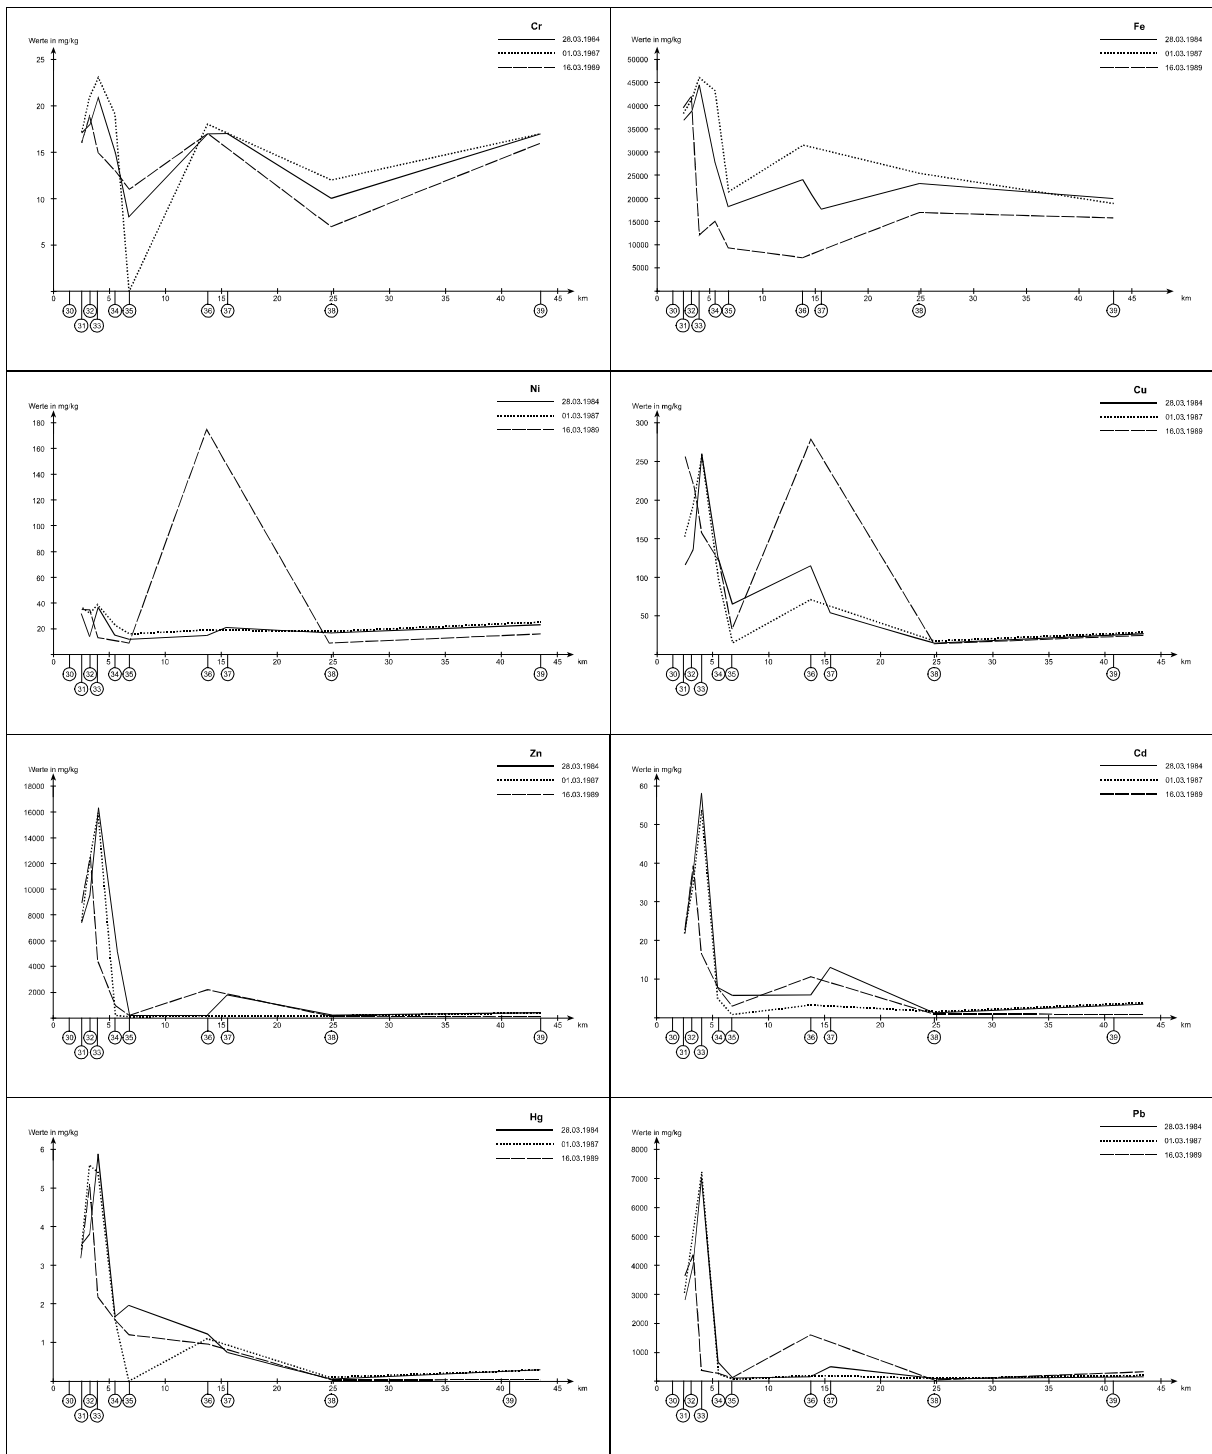 Cr
Werte in mg/kg
28.03.1984
01.03.1987
16.03.1989
25
20
15
10
5
0 5 10 15 20 25 30 35 40 45 km
30 32 34 35 36 37 38 39
31 33
Fe
Werte in mg/kg
28.03.1984
01.03.1987
16.03.1989
50000
45000
40000
35000
30000
25000
20000
15000
10000
5000
0 5 10 15 20 25 30 35 40 45 km
30 32 34 35 36 37 38 39
31 33
Ni
Werte in mg/kg
28.03.1984
01.03.1987
16.03.1989
180
160
140
120
100
80
60
40
20
0 5 10 15 20 25 30 35 40 45 km
30 32 34 35 36 37 38 39
31 33
Cu
Werte in mg/kg
28.03.1984
01.03.1987
16.03.1989
300
250
200
150
100
50
0 5 10 15 20 25 30 35 40 45 km
30 32 34 35 36 37 38 39
31 33
Zn
Werte in mg/kg
28.03.1984
01.03.1987
16.03.1989
18000
16000
14000
12000
10000
8000
6000
4000
2000
0 5 10 15 20 25 30 35 40 45 km
30 32 34 35 36 37 38 39
31 33
Cd
Werte in mg/kg
28.03.1984
01.03.1987
16.03.1989
60
50
40
30
20
10
0 5 10 15 20 25 30 35 40 45 km
30 32 34 35 36 37 38 39
31 33
Hg
Werte in mg/kg
28.03.1984
01.03.1987
16.03.1989
6
5
4
3
2
1
0 5 10 15 20 25 30 35 40 45 km
30 32 34 35 36 37 38 39
31 33
Pb
Werte in mg/kg
28.03.1984
01.03.1987
16.03.1989
8000
7000
6000
5000
4000
3000
2000
1000
0 5 10 15 20 25 30 35 40 45 km
30 32 34 35 36 37 38 39
31 33